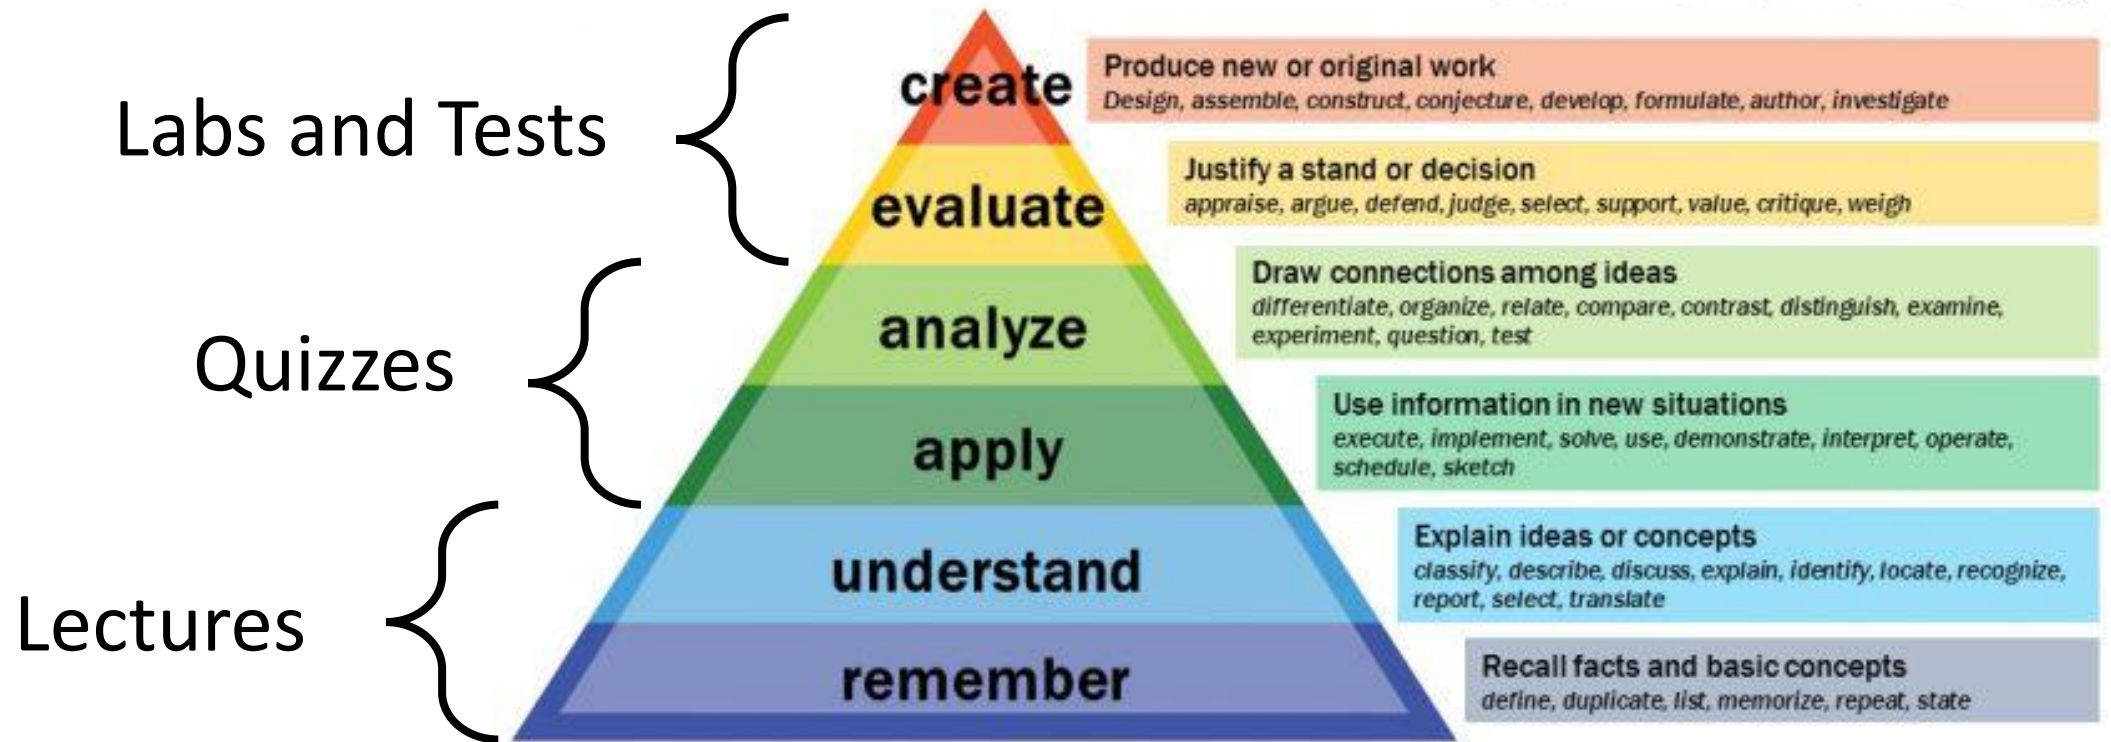 Labs and Tests
Quizzes
Lectures
create
Produce new or original work
Design, assemble, construct, conjecture, develop, formulate, author, investigate
evaluate
Justify a stand or decision
appraise, argue, defend, judge, select, support, value, critique, weigh
analyze
Draw connections among ideas
differentiate, organize, relate, compare, contrast, distinguish, examine,
experiment, question, test
apply
Use information in new situations
execute, implement, solve, use, demonstrate, interpret, operate,
schedule, sketch
understand
Explain ideas or concepts
classify, describe, discuss, explain, identify, locate, recognize,
report, select, translate
remember
Recall facts and basic concepts
define, duplicate, list, memorize, repeat, state